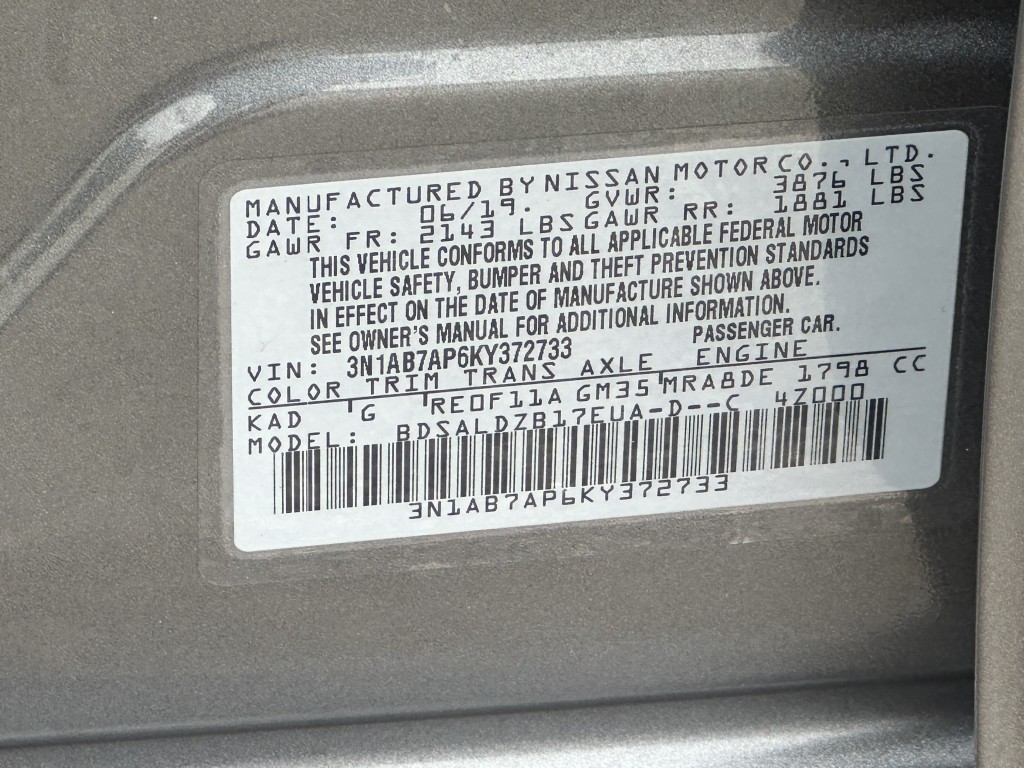 MANUFACTURED BY NISSAN MOTOR CO., LTD.
DATE: 06/19. GVWR: 3876 LBS
GAWR FR: 2143 LBS GAWR RR: 1881 LBS
THIS VEHICLE CONFORMS TO ALL APPLICABLE FEDERAL MOTOR
VEHICLE SAFETY, BUMPER AND THEFT PREVENTION STANDARDS
IN EFFECT ON THE DATE OF MANUFACTURE SHOWN ABOVE.
SEE OWNER'S MANUAL FOR ADDITIONAL INFORMATION.
VIN: 3N1AB7AP6KY372733 PASSENGER CAR.
COLOR TRIM TRANS AXLE ENGINE
KAD G RE0F11A GM35 MRA8DE 1798 CC
MODEL: BDSALDZB17EUA-D--C 4Z000
3N1AB7AP6KY372733